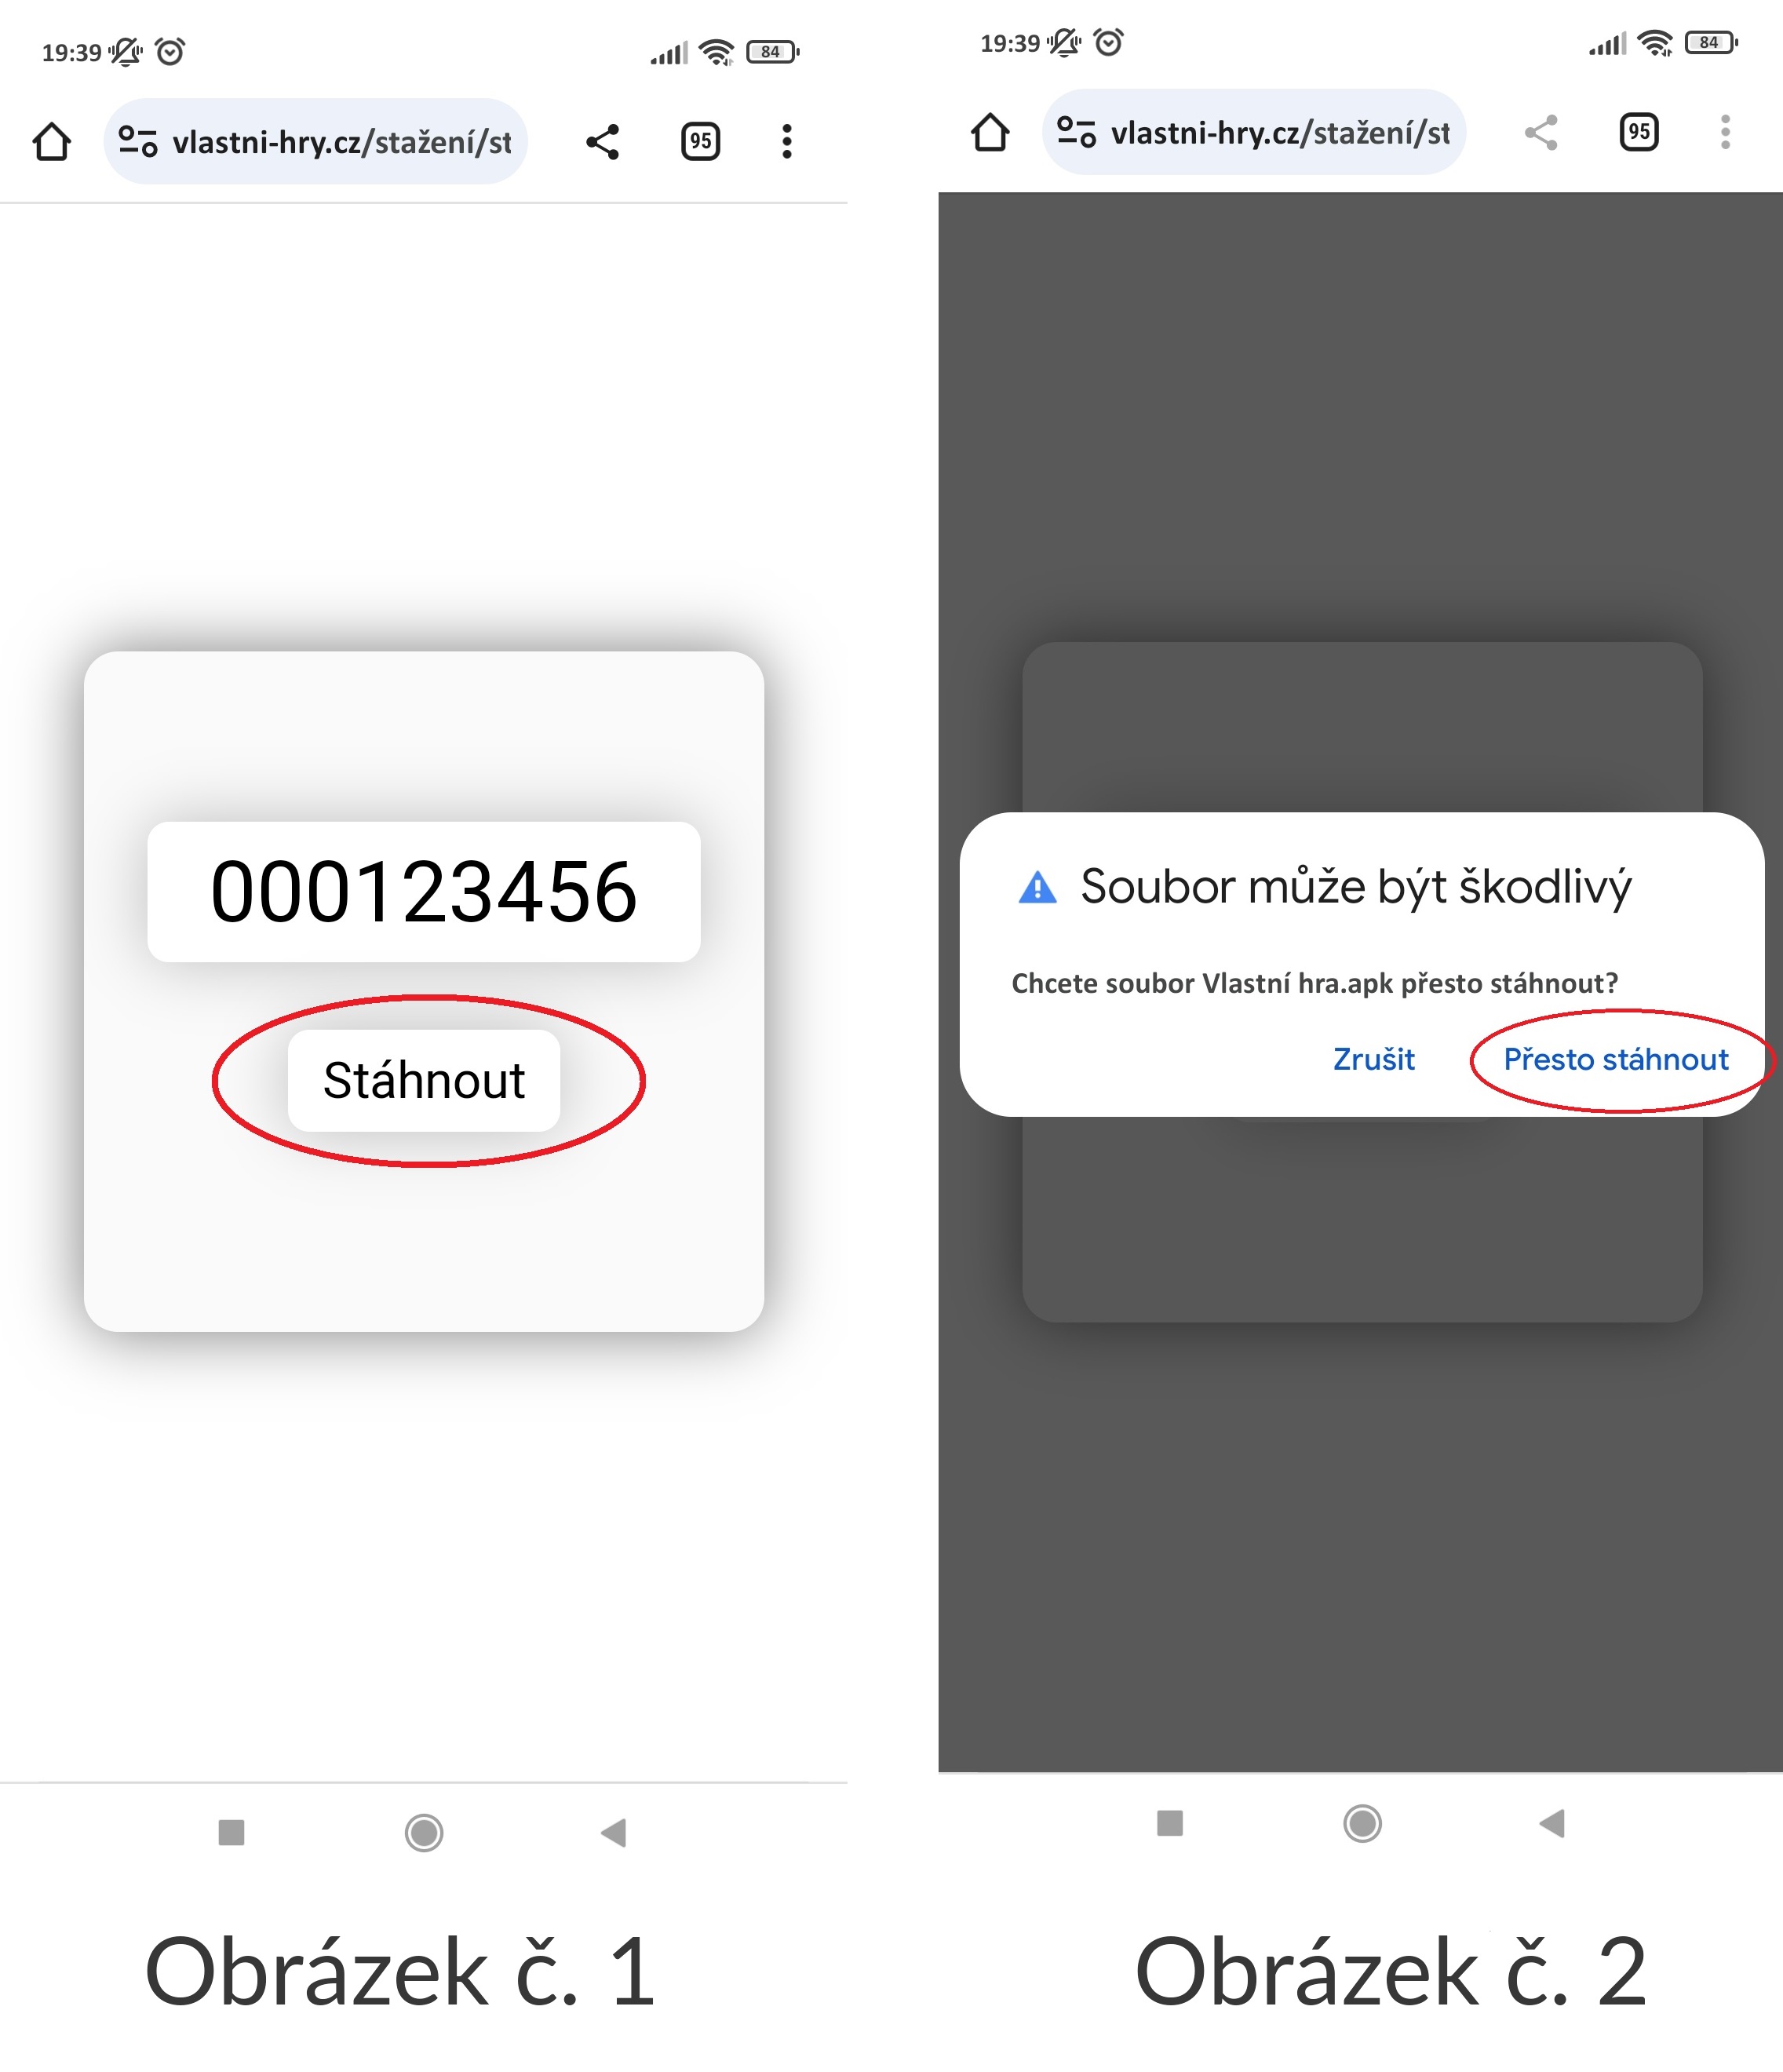 19:39
84
vlastni-hry.cz/stažení/st
95
000123456
Stáhnout
Obrázek č. 1
19:39
84
vlastni-hry.cz/stažení/st
95
Soubor může být škodlivý
Chcete soubor Vlastní hra.apk přesto stáhnout?
Zrušit
Přesto stáhnout
Obrázek č. 2